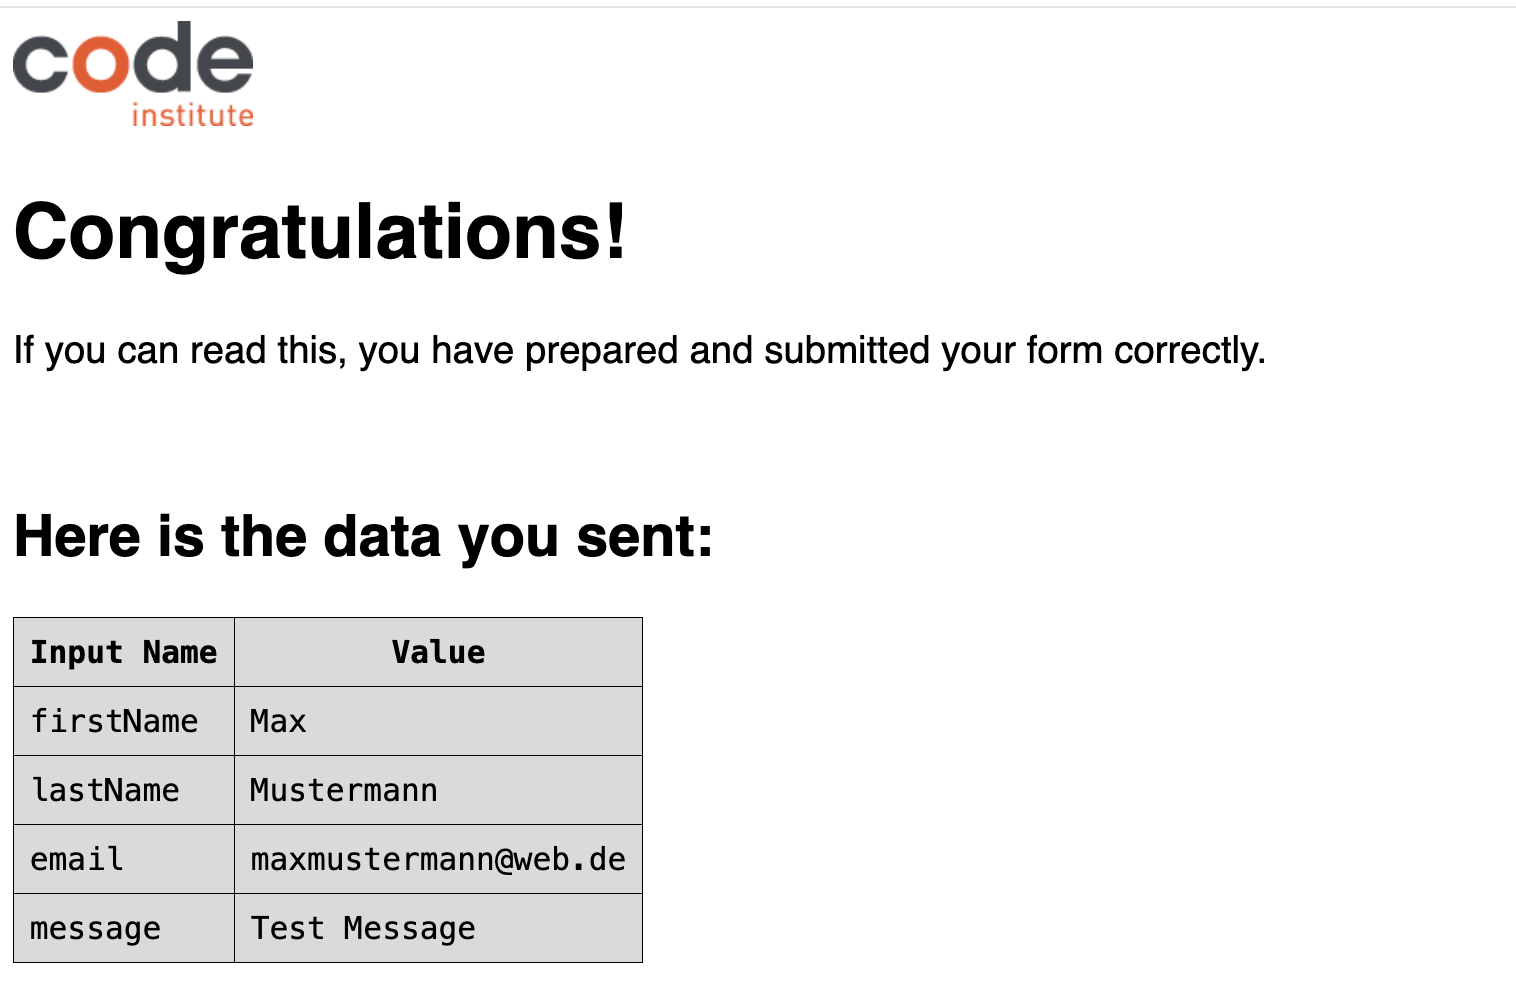 code
institute
Congratulations!
If you can read this, you have prepared and submitted your form correctly.
Here is the data you sent:
Input Name Value
firstName Max
lastName Mustermann
email maxmustermann@web.de
message Test Message